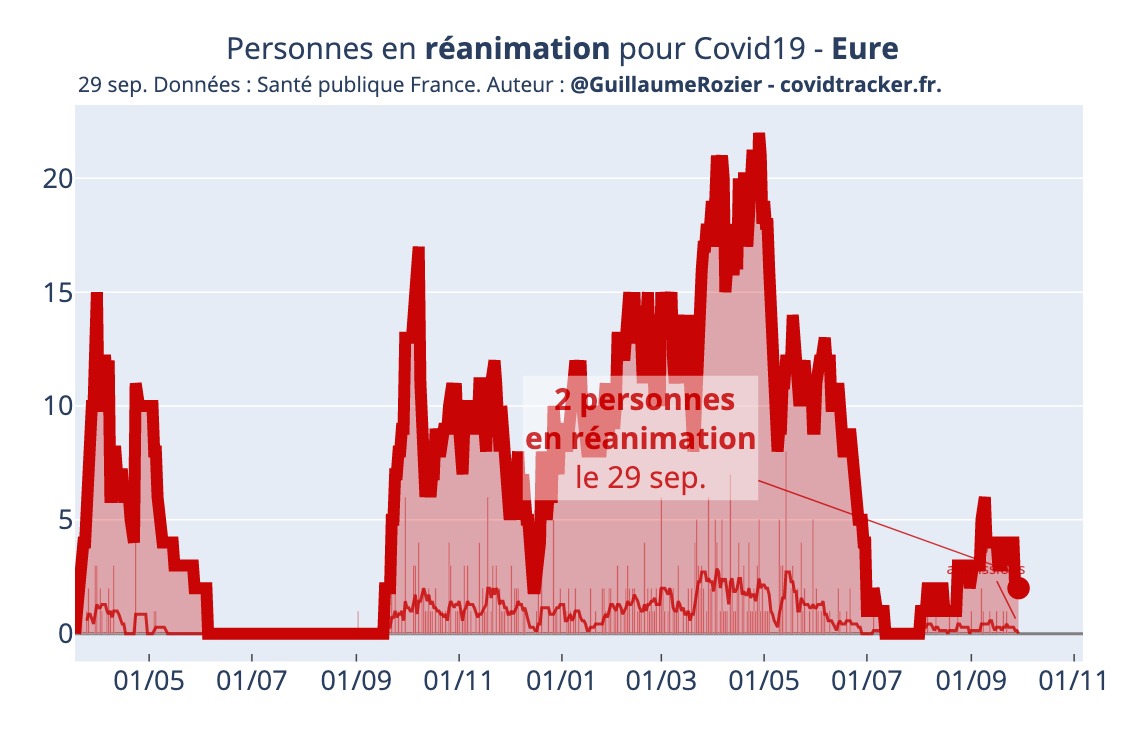 Personnes en réanimation pour Covid19 - Eure
29 sep. Données : Santé publique France. Auteur : @GuillaumeRozier - covidtracker.fr.
20
15
10
5
0
2 personnes
en réanimation
le 29 sep.
01/05 01/07 01/09 01/11 01/01 01/03 01/05 01/07 01/09 01/11